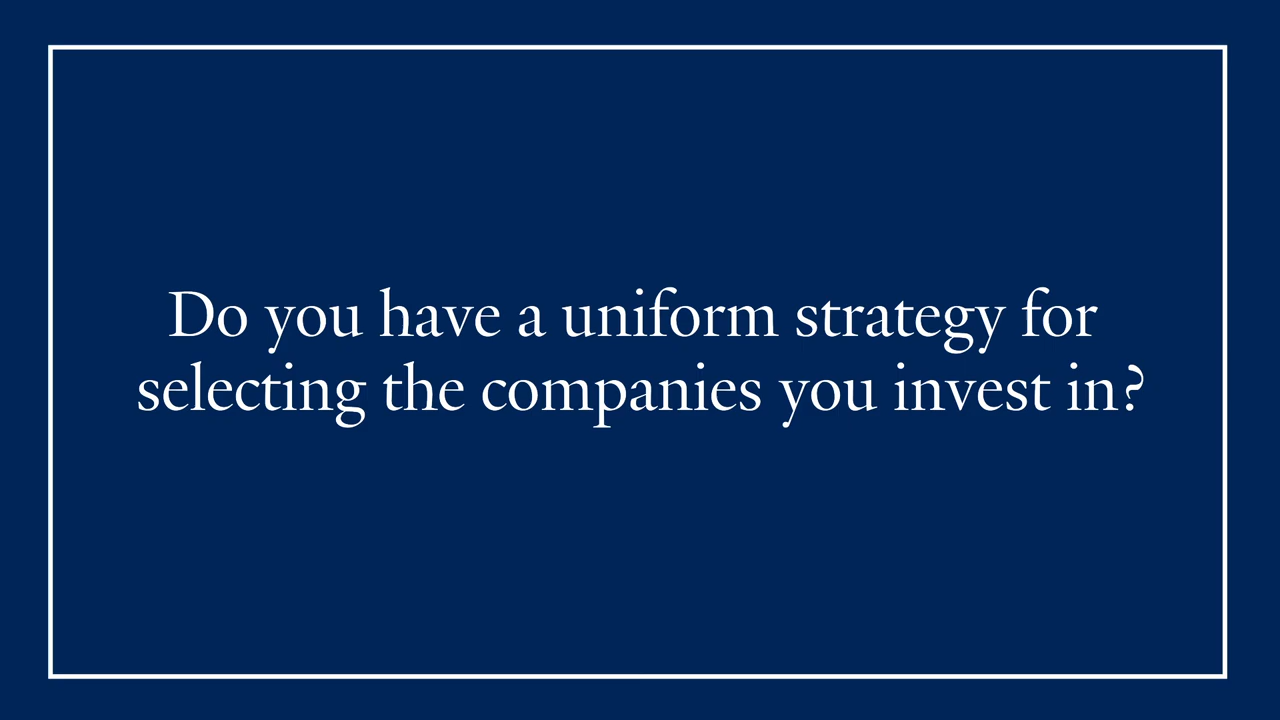 Do you have a uniform strategy for
selecting the companies you invest in?